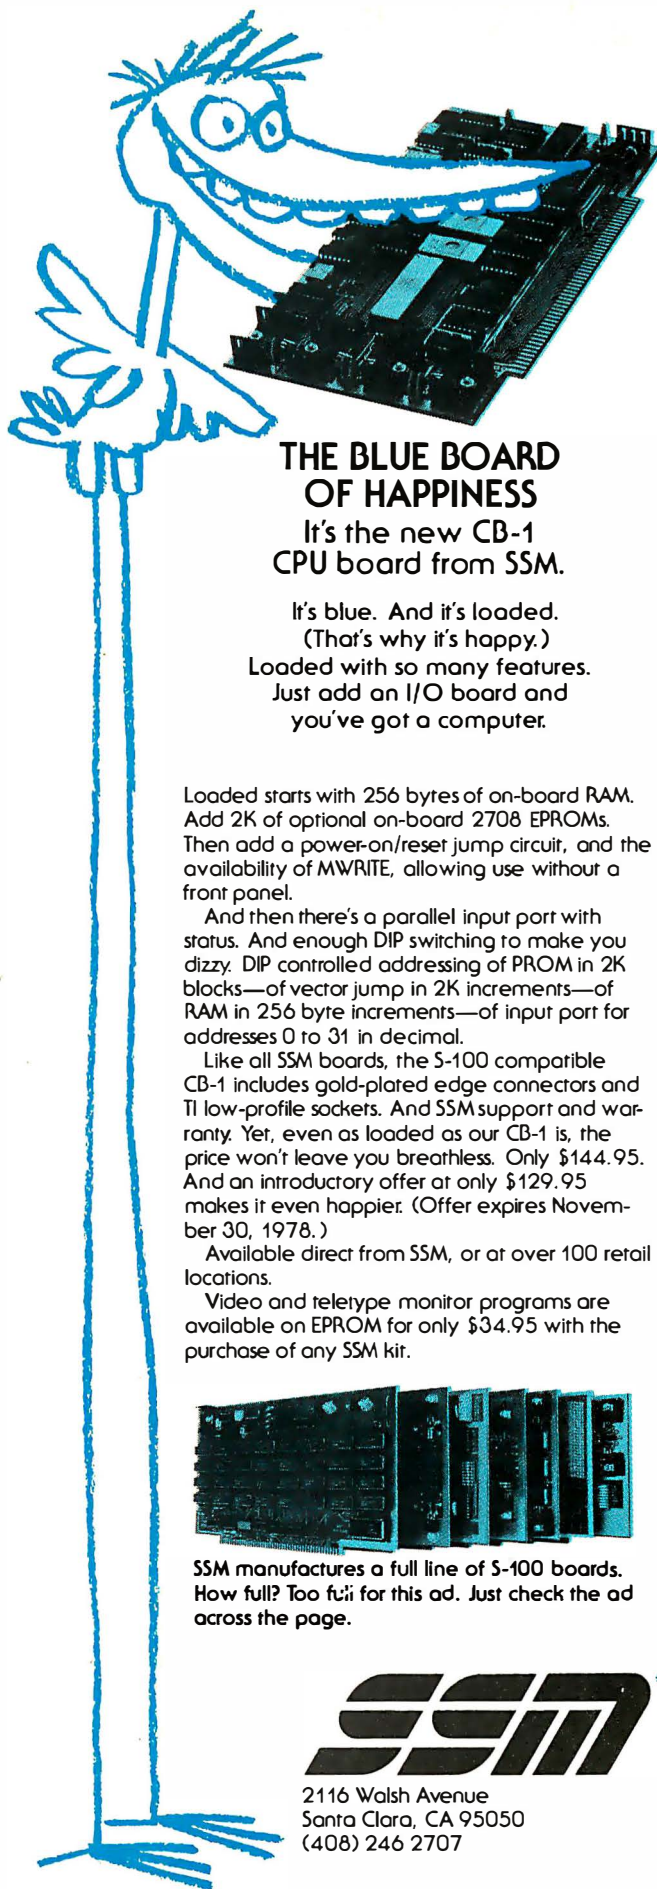 THE BLUE BOARD
OF HAPPINESS
It's the new CB-1
CPU board from SSM.
It's blue. And it's loaded.
(That's why it's happy.)
Loaded with so many features.
Just add an I/O board and
you've got a computer.
Loaded starts with 256 bytes of on-board RAM.
Add 2K of optional on-board 2708 EPROMs.
Then add a power-on/reset jump circuit, and the
availability of MWRITE, allowing use without a
front panel.
And then there's a parallel input port with
status. And enough DIP switching to make you
dizzy. DIP controlled addressing of PROM in 2K
blocks—of vector jump in 2K increments—of
RAM in 256 byte increments—of input port for
addresses 0 to 31 in decimal.
Like all SSM boards, the S-100 compatible
CB-1 includes gold-plated edge connectors and
TI low-profile sockets. And SSM support and war-
ranty. Yet, even as loaded as our CB-1 is, the
price won't leave you breathless. Only $144.95.
And an introductory offer at only $129.95
makes it even happier. (Offer expires Novem-
ber 30, 1978.)
Available direct from SSM, or at over 100 retail
locations.
Video and teletype monitor programs are
available on EPROM for only $34.95 with the
purchase of any SSM kit.
SSM manufactures a full line of S-100 boards.
How full? Too full for this ad. Just check the ad
across the page.
SSM
2116 Walsh Avenue
Santa Clara, CA 95050
(408) 246 2707